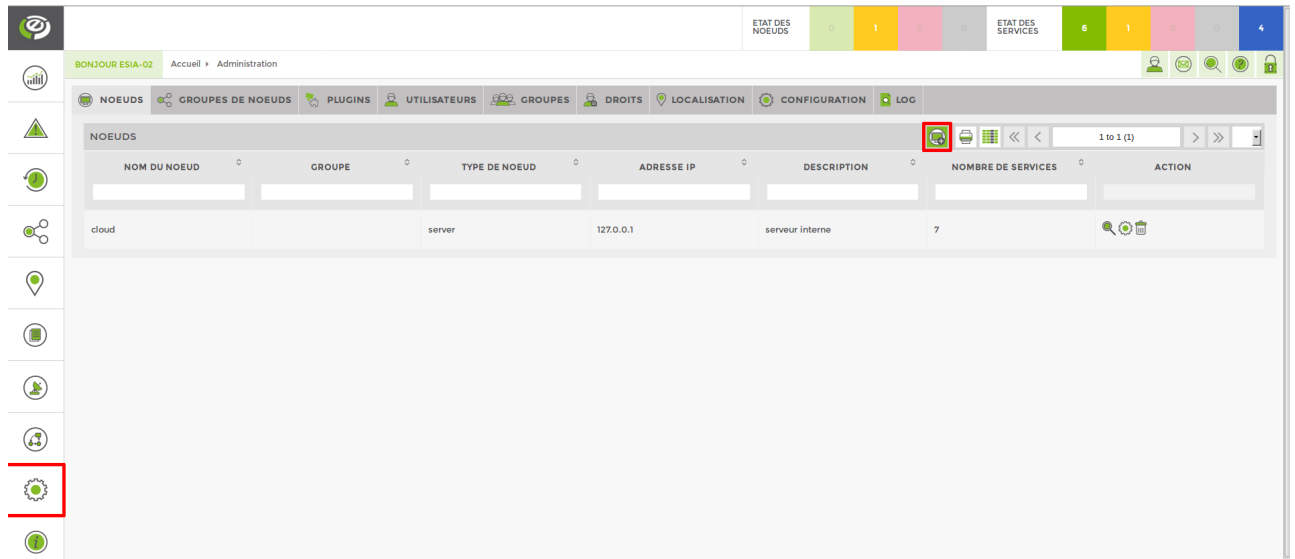 ETAT DES NOEUDS 0 1 0 0 ETAT DES SERVICES 6 1 0 0 4
BONJOUR ESIA-02 Accueil Administration
NOEUDS GROUPES DE NOEUDS PLUGINS UTILISATEURS GROUPES DROITS LOCALISATION CONFIGURATION LOG
NOEUDS 1 to 1 (1)
NOM DU NOEUD GROUPE TYPE DE NOEUD ADRESSE IP DESCRIPTION NOMBRE DE SERVICES ACTION
cloud server 127.0.0.1 serveur interne 7